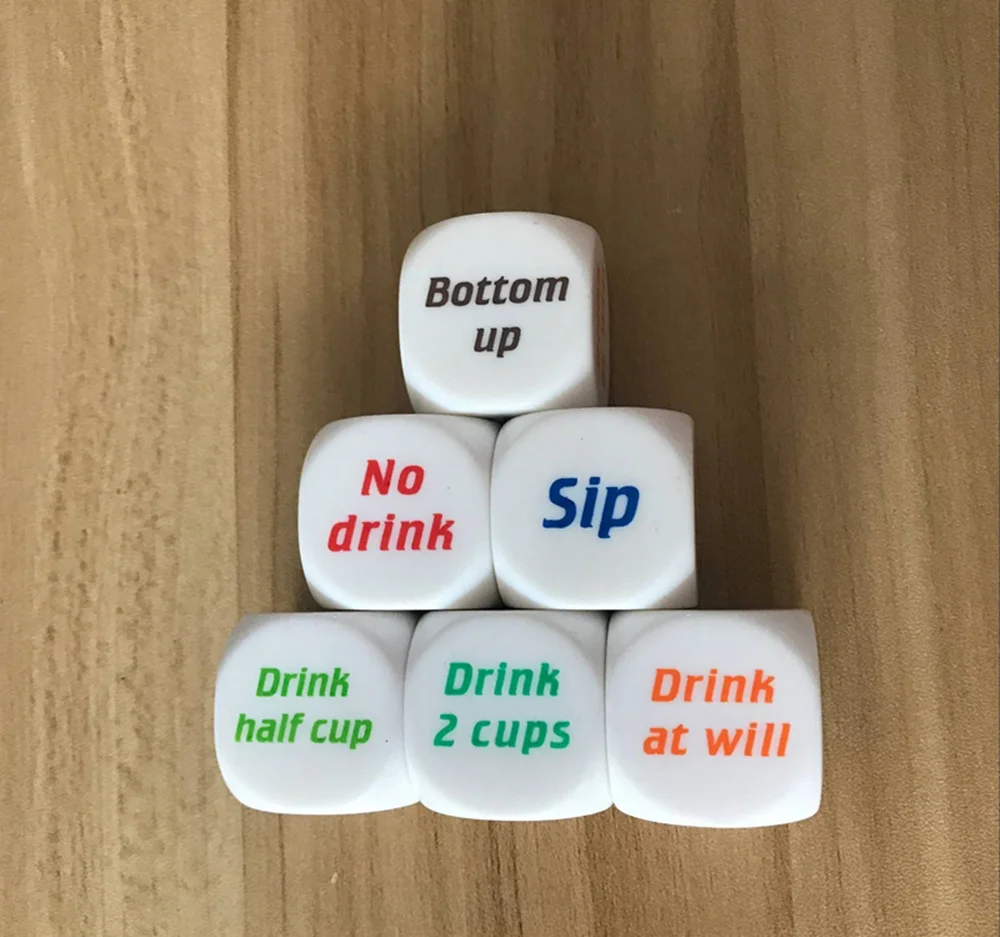 Bottom
up
No
drink
Sip
Drink
half cup
Drink
2 cups
Drink
at will